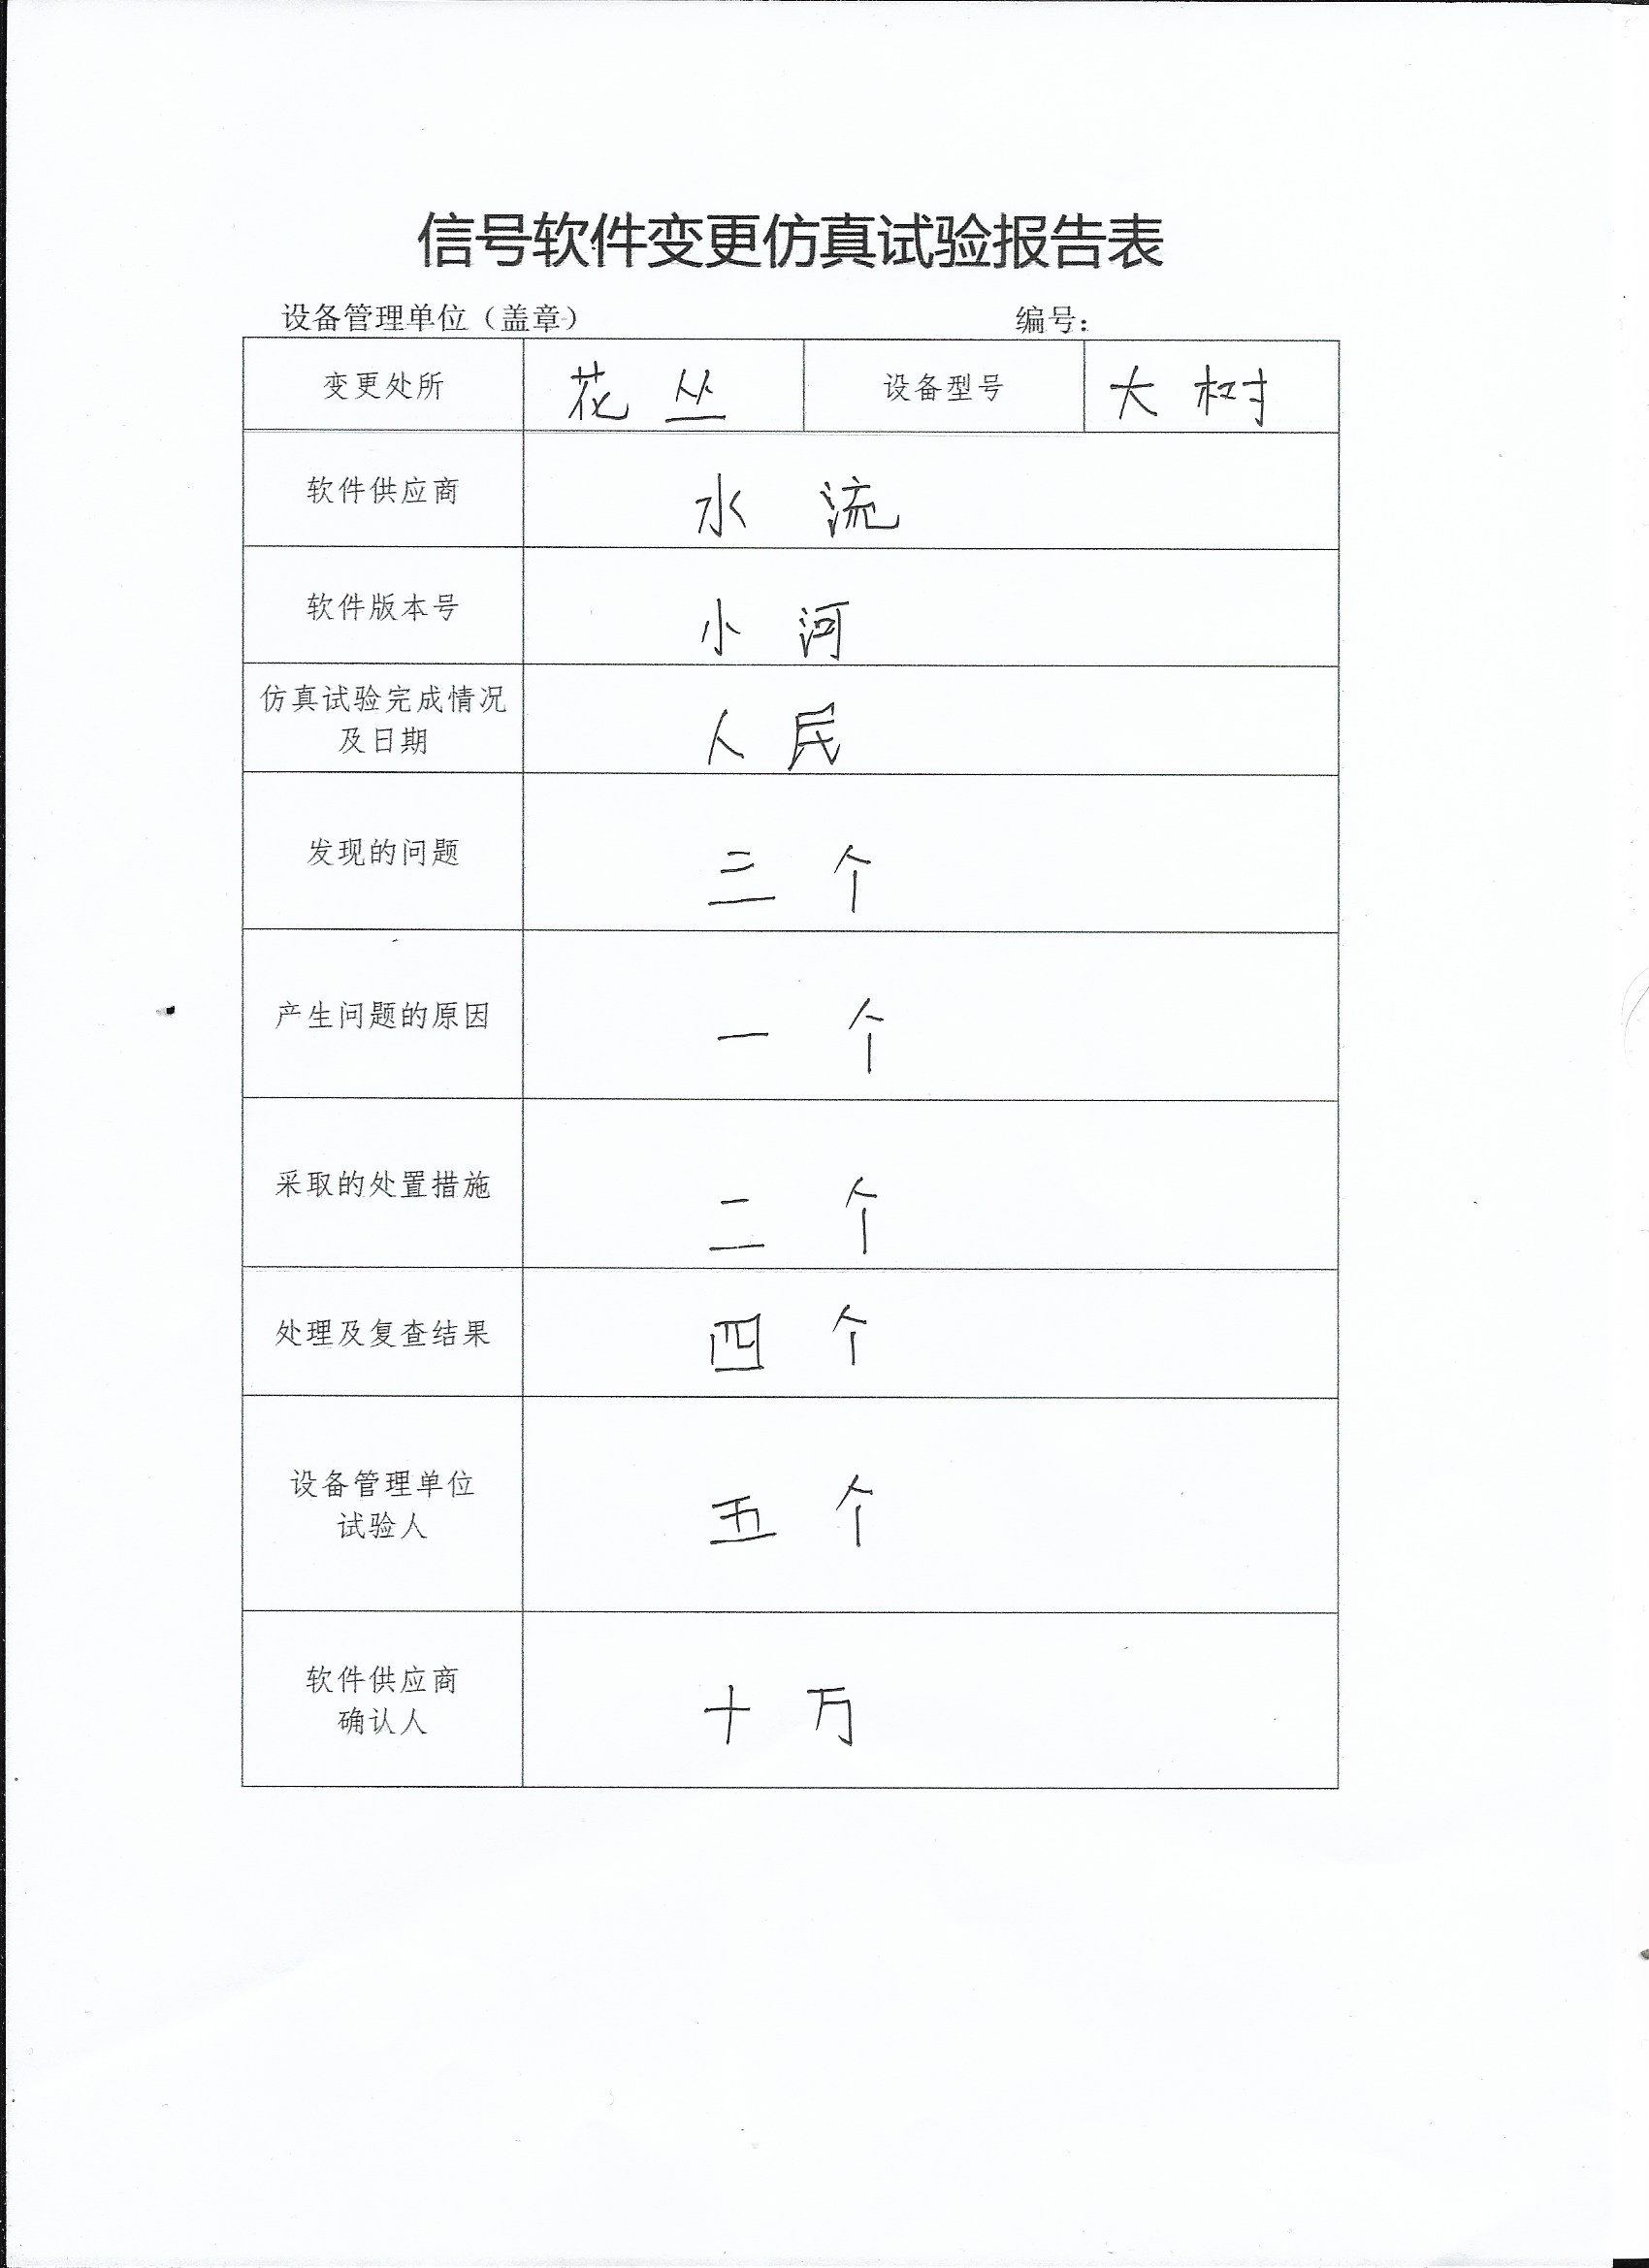 信号软件变更仿真试验报告表
设备管理单位（盖章） 编号：
变更处所 花丛 设备型号 大树
软件供应商 水流
软件版本号 小河
仿真试验完成情况
及日期 人民
发现的问题 三个
产生问题的原因 一个
采取的处置措施 二个
处理及复查结果 四个
设备管理单位
试验人 五个
软件供应商
确认人 十万